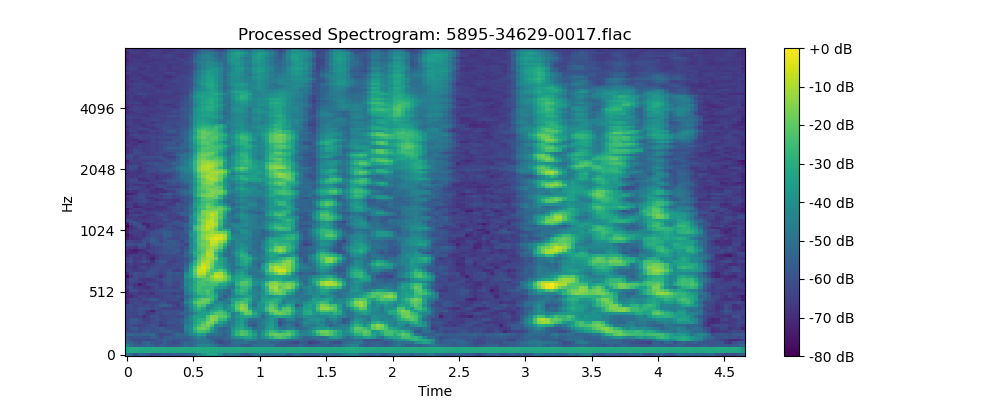 Processed Spectrogram: 5895-34629-0017.flac
Hz
4096
2048
1024
512
0
0 0.5 1 1.5 2 2.5 3 3.5 4 4.5
Time
+0 dB
-10 dB
-20 dB
-30 dB
-40 dB
-50 dB
-60 dB
-70 dB
-80 dB